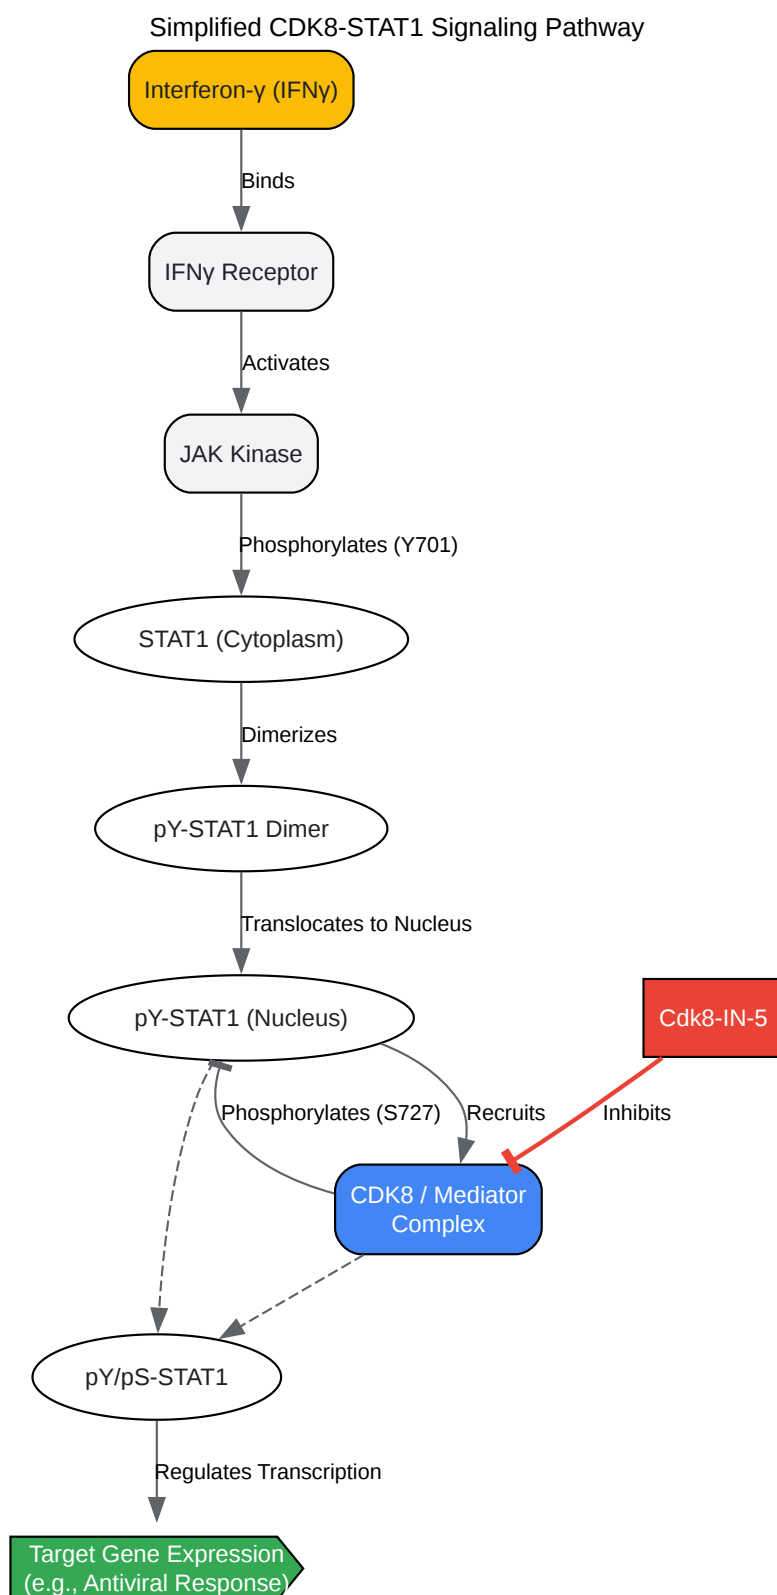 Simplified CDK8-STAT1 Signaling Pathway
Interferon-γ (IFNγ)
Binds
IFNγ Receptor
Activates
JAK Kinase
Phosphorylates (Y701)
STAT1 (Cytoplasm)
Dimerizes
pY-STAT1 Dimer
Translocates to Nucleus
pY-STAT1 (Nucleus)
Cdk8-IN-5
Phosphorylates (S727)
Recruits
Inhibits
CDK8 / Mediator
Complex
pY/pS-STAT1
Regulates Transcription
Target Gene Expression
(e.g., Antiviral Response)